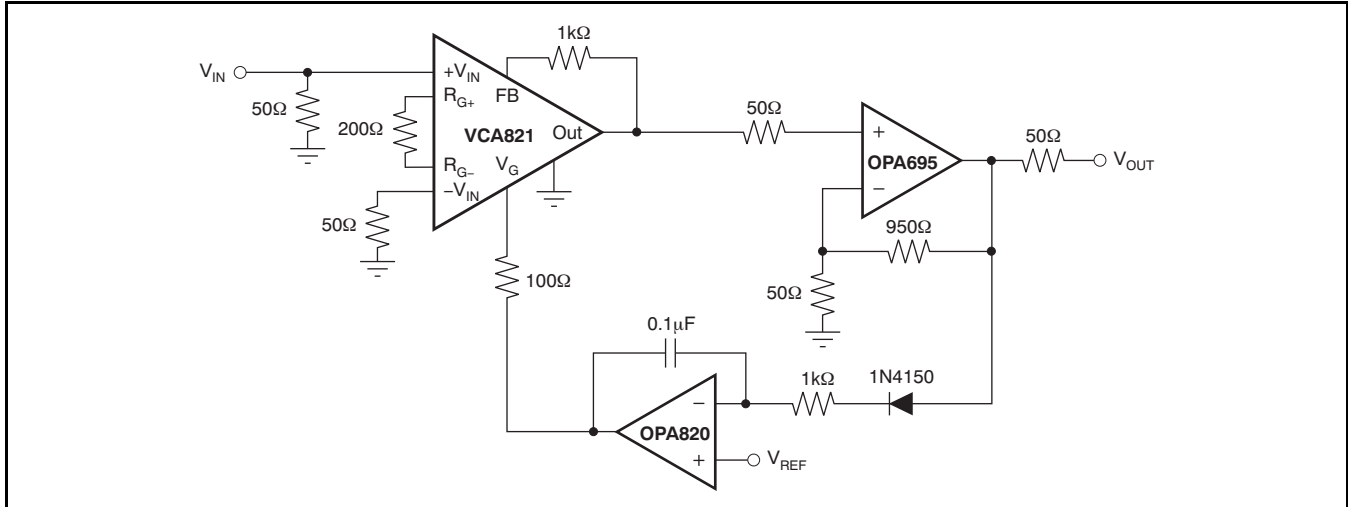 1kΩ
V_IN
+V_IN
FB
R_G+
50Ω
200Ω
VCA821
Out
50Ω
+
OPA695
50Ω
V_OUT
R_G−
V_G
−V_IN
−
50Ω
950Ω
100Ω
50Ω
0.1μF
1kΩ
1N4150
−
OPA820
+
V_REF